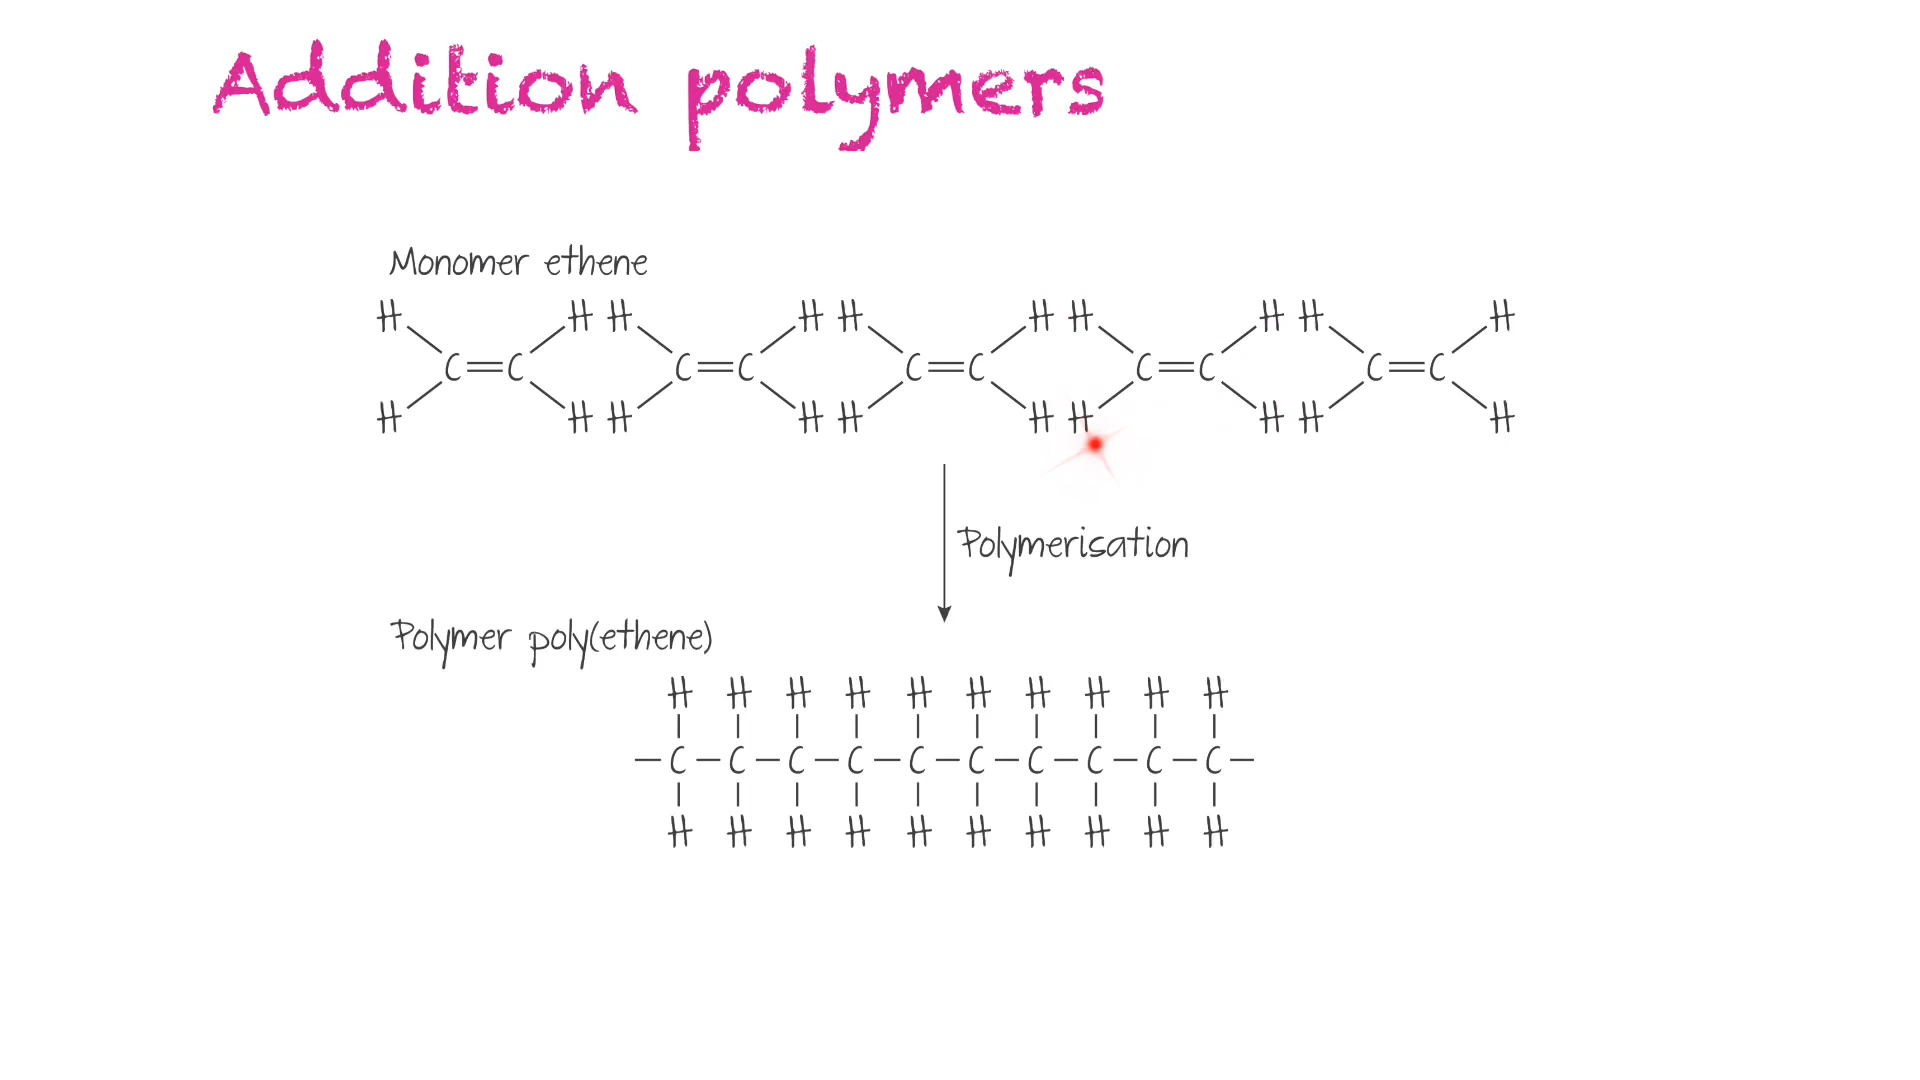 Addition polymers
Monomer ethene
H H H H H H H H H H
C=C C=C C=C C=C C=C
H H H H H H H H H H
Polymerisation
Polymer poly(ethene)
H H H H H H H H H H
–C–C–C–C–C–C–C–C–C–C–
H H H H H H H H H H